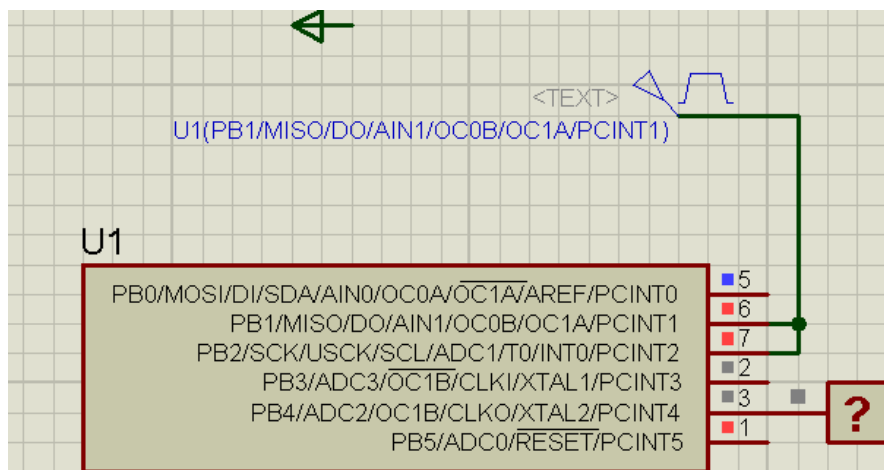 <TEXT>
U1(PB1/MISO/DO/AIN1/OC0B/OC1A/PCINT1)
U1
PB0/MOSI/DI/SDA/AIN0/OC0A/OC1A/AREF/PCINT0 5
PB1/MISO/DO/AIN1/OC0B/OC1A/PCINT1 6
PB2/SCK/USCK/SCL/ADC1/T0/INT0/PCINT2 7
PB3/ADC3/OC1B/CLKI/XTAL1/PCINT3 2
PB4/ADC2/OC1B/CLKO/XTAL2/PCINT4 3 ?
PB5/ADC0/RESET/PCINT5 1